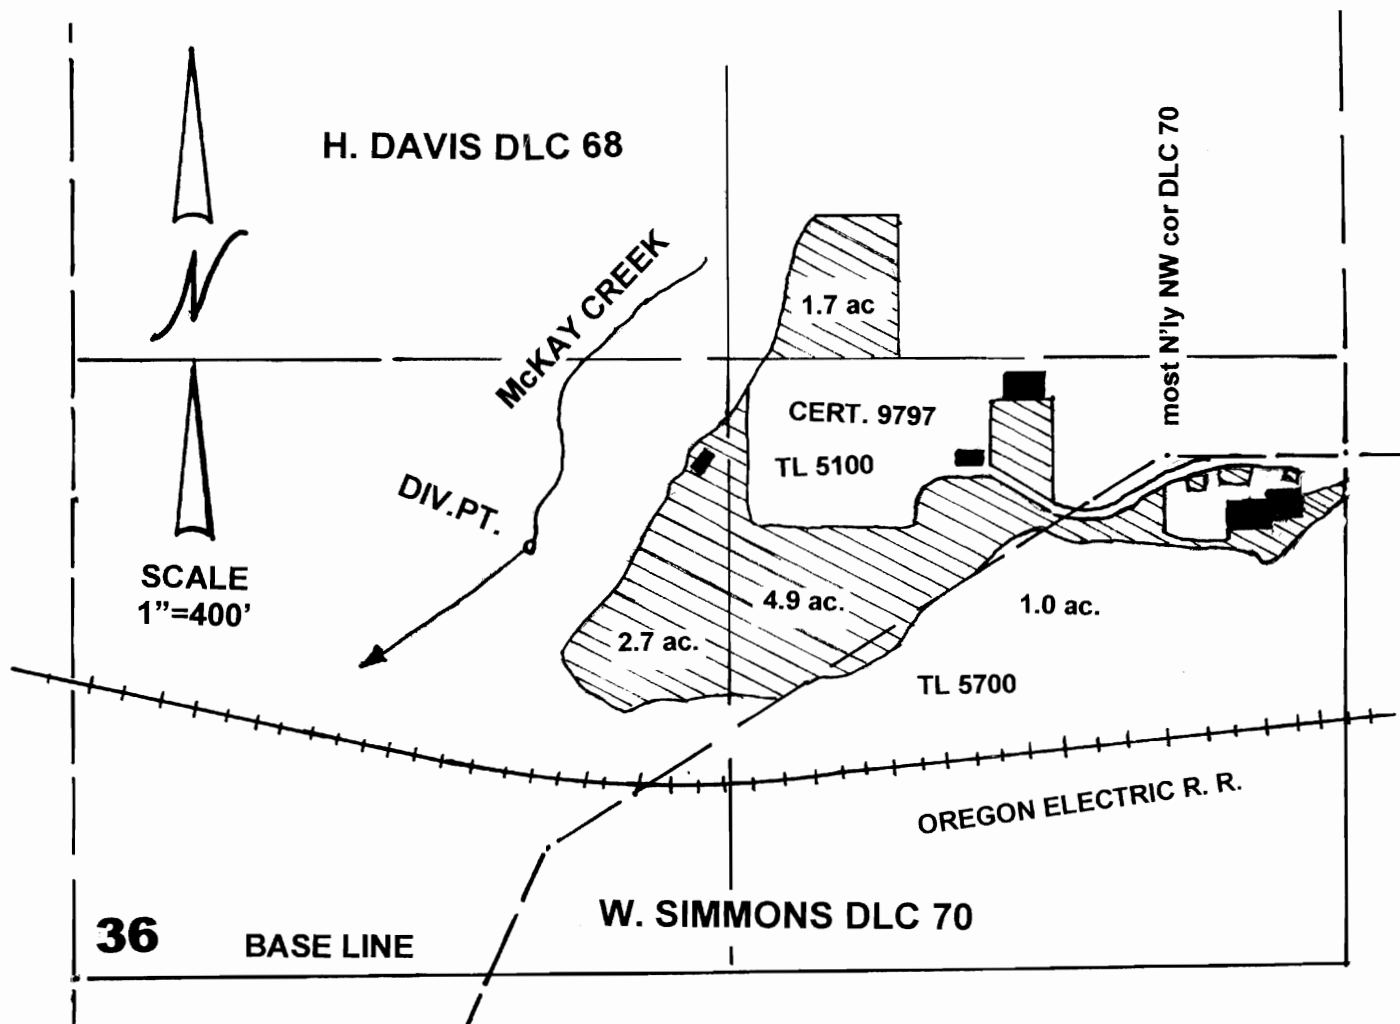 H. DAVIS DLC 68
most N'ly NW cor DLC 70
N
McKAY CREEK
1.7 ac
CERT. 9797
TL 5100
DIV.PT.
SCALE
1"=400'
4.9 ac.
1.0 ac.
2.7 ac.
TL 5700
OREGON ELECTRIC R. R.
36
BASE LINE
W. SIMMONS DLC 70